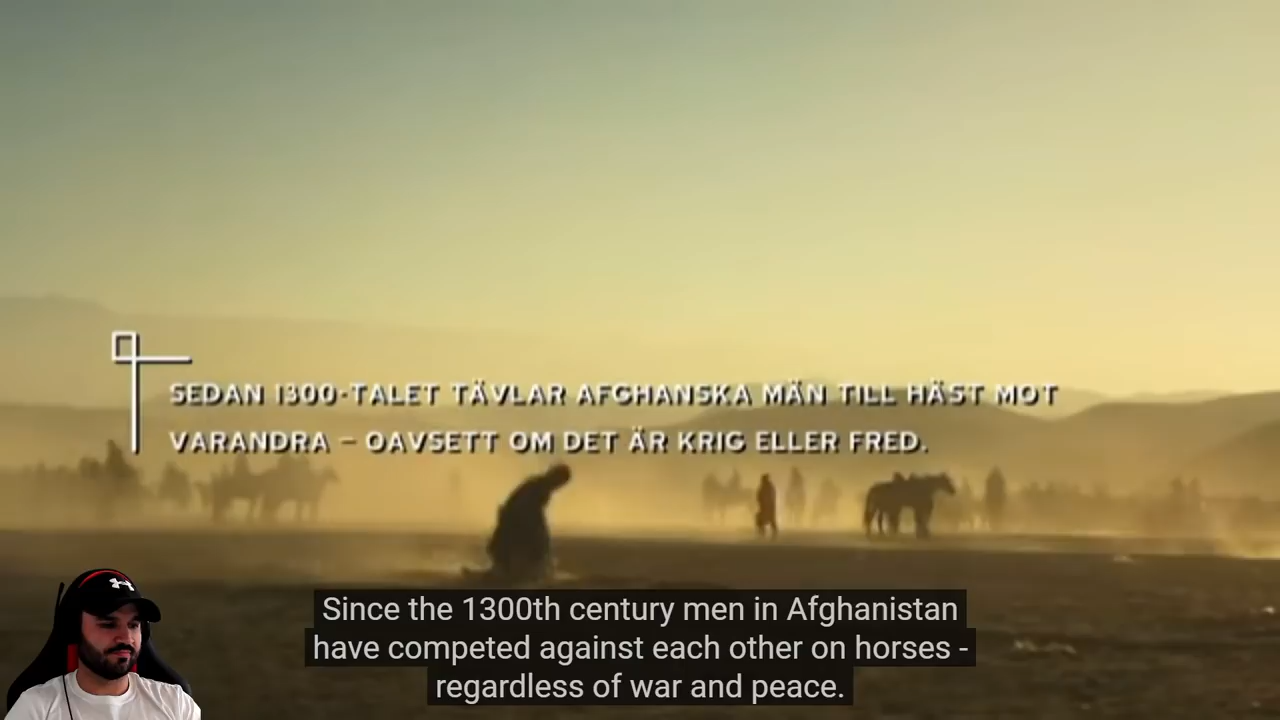 SEDAN 1300-TALET TÄVLAR AFGHANSKA MÄN TILL HÄST MOT
VARANDRA – OAVSETT OM DET ÄR KRIG ELLER FRED.
Since the 1300th century men in Afghanistan
have competed against each other on horses -
regardless of war and peace.